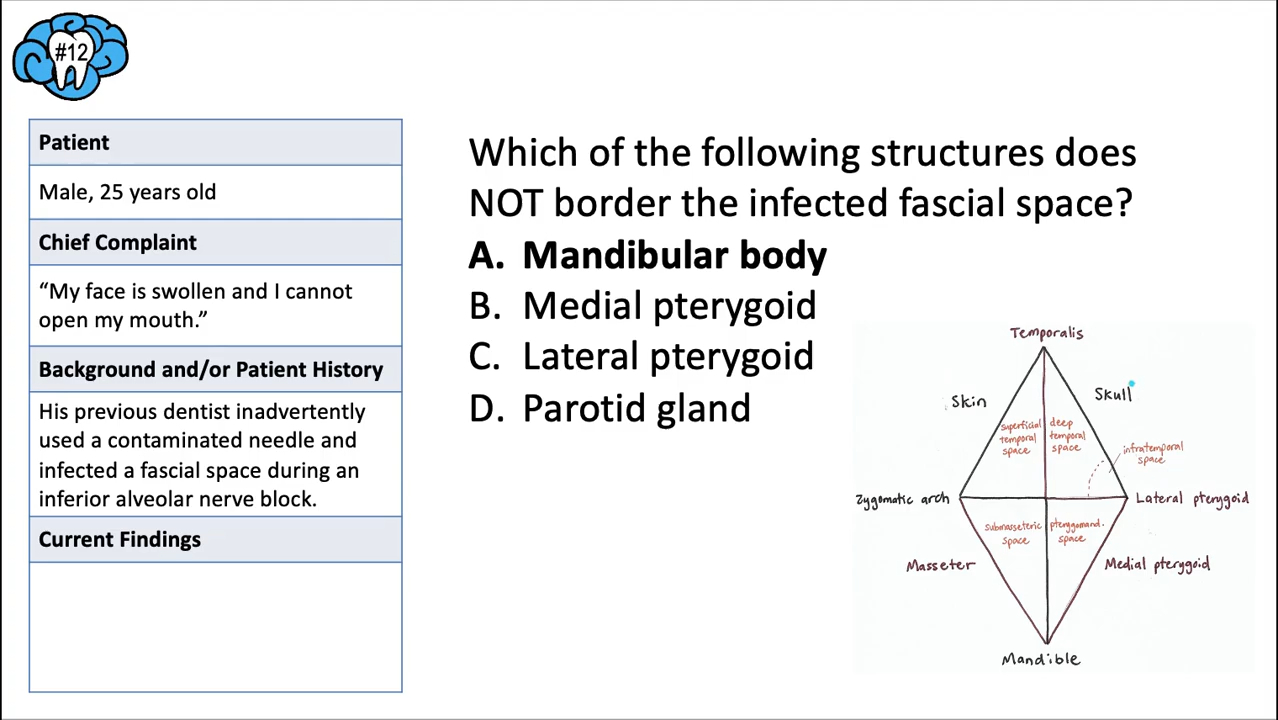 #12
Patient
Male, 25 years old
Chief Complaint
“My face is swollen and I cannot
open my mouth.”
Background and/or Patient History
His previous dentist inadvertently
used a contaminated needle and
infected a fascial space during an
inferior alveolar nerve block.
Current Findings
Which of the following structures does
NOT border the infected fascial space?
A. Mandibular body
B. Medial pterygoid
C. Lateral pterygoid
D. Parotid gland
Temporalis
Skin
Skull
superficial
temporal
space
deep
temporal
space
infratemporal
space
Zygomatic arch
Lateral pterygoid
submasseteric
space
pterygomand.
space
Masseter
Medial pterygoid
Mandible